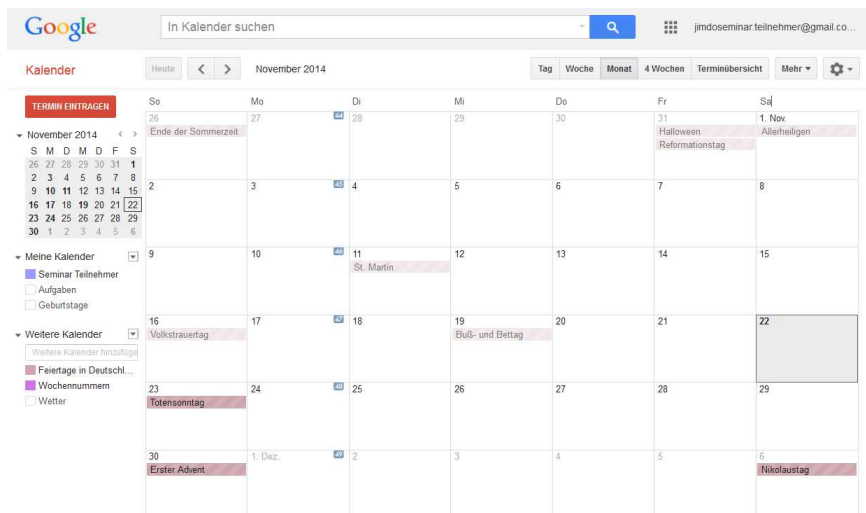 Google
In Kalender suchen
jimdoseminar.teilnehmer@gmail.co...
Kalender
Heute
November 2014
Tag Woche Monat 4 Wochen Terminübersicht Mehr
TERMIN EINTRAGEN
November 2014
S M D M D F S
26 27 28 29 30 31 1
2 3 4 5 6 7 8
9 10 11 12 13 14 15
16 17 18 19 20 21 22
23 24 25 26 27 28 29
30 1 2 3 4 5 6
Meine Kalender
Seminar Teilnehmer
Aufgaben
Geburtstage
Weitere Kalender
Weitere Kalender hinzufüge
Feiertage in Deutschl...
Wochennummern
Wetter
So Mo Di Mi Do Fr Sa
26 27 44 28 29 30 31 1. Nov.
Ende der Sommerzeit Halloween Allerheiligen
Reformationstag
2 3 45 4 5 6 7 8
9 10 46 11 12 13 14 15
St. Martin
16 17 47 18 19 20 21 22
Volkstrauertag Buß- und Bettag
23 24 48 25 26 27 28 29
Totensonntag
30 1. Dez. 49 2 3 4 5 6
Erster Advent Nikolaustag